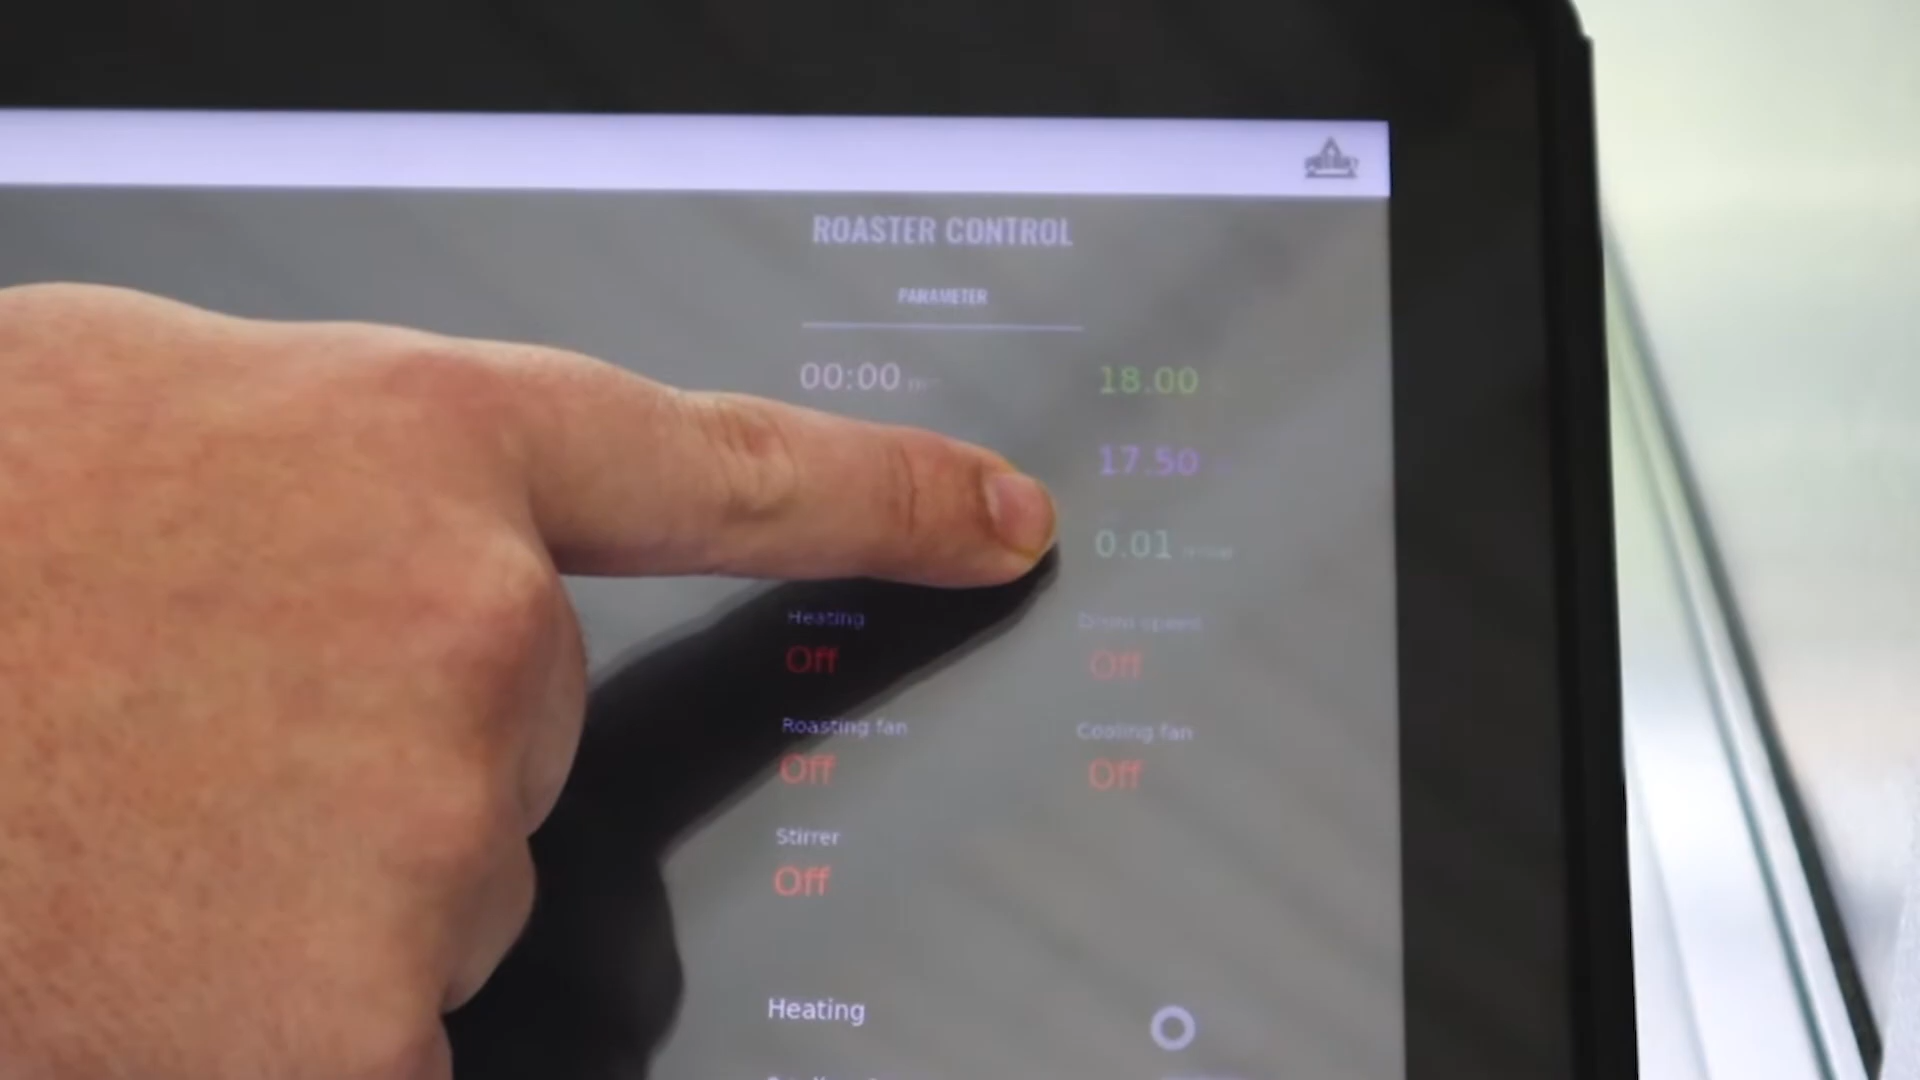 ROASTER CONTROL
PARAMETER
00:00
18.00
17.50
0.01
Heating
Drum speed
Off
Off
Roasting fan
Cooling fan
Off
Off
Stirrer
Off
Heating